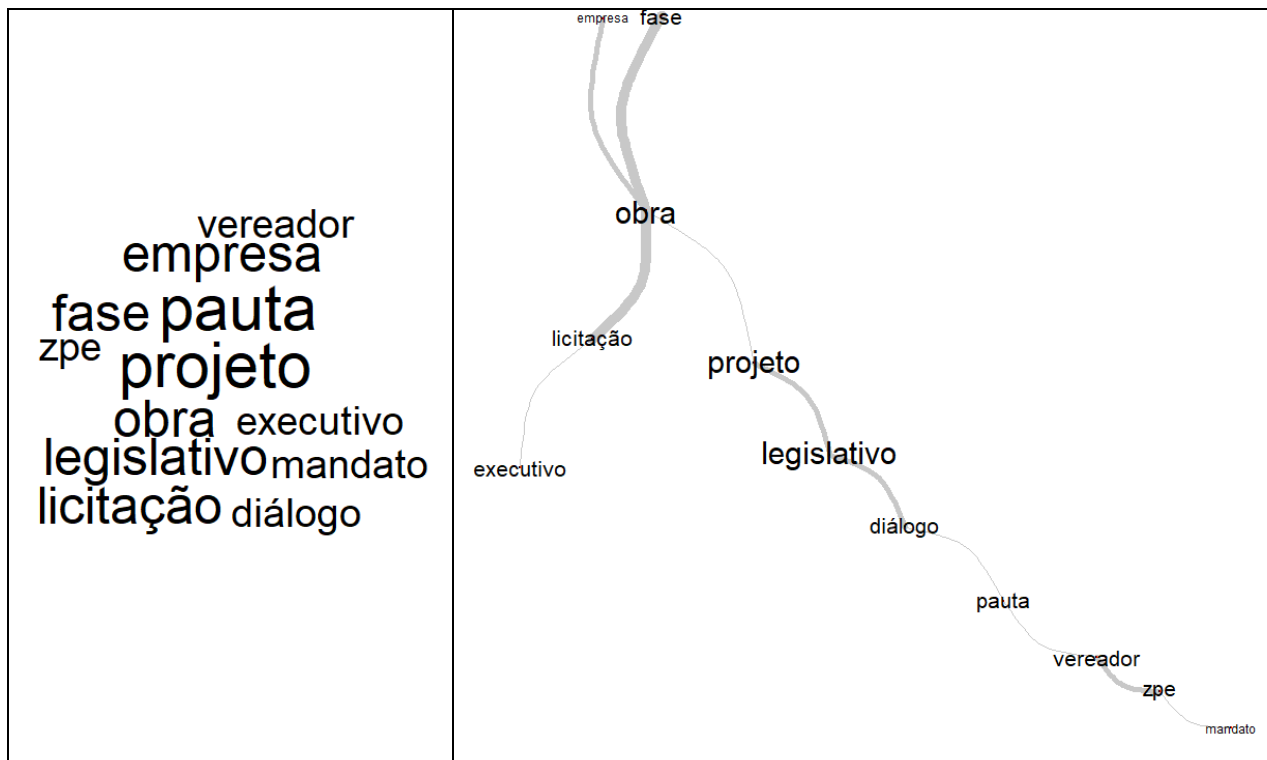 vereador
empresa
fase pauta
zpe
projeto
obra executivo
legislativo mandato
licitação diálogo
empresa fase
obra
licitação
projeto
legislativo
executivo
diálogo
pauta
vereador
zpe
mandato